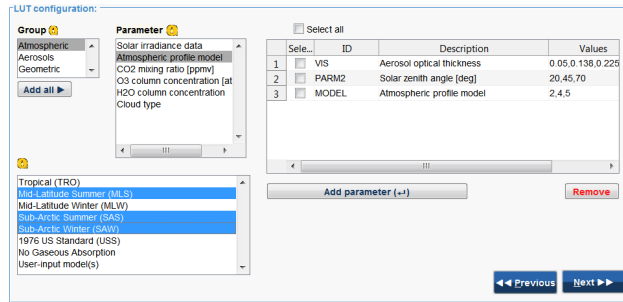 LUT configuration:
Group
Parameter
Atmospheric
Aerosols
Geometric
Add all ▶
Solar irradiance data
Atmospheric profile model
CO2 mixing ratio [ppmv]
O3 column concentration [at
H2O column concentration
Cloud type
Select all
Sele... ID Description Values
1 VIS Aerosol optical thickness 0.05,0.138,0.225
2 PARM2 Solar zenith angle [deg] 20,45,70
3 MODEL Atmospheric profile model 2,4,5
Tropical (TRO)
Mid-Latitude Summer (MLS)
Mid-Latitude Winter (MLW)
Sub-Arctic Summer (SAS)
Sub-Arctic Winter (SAW)
1976 US Standard (USS)
No Gaseous Absorption
User-input model(s)
Add parameter (↵)
Remove
◀◀ Previous
Next ▶▶